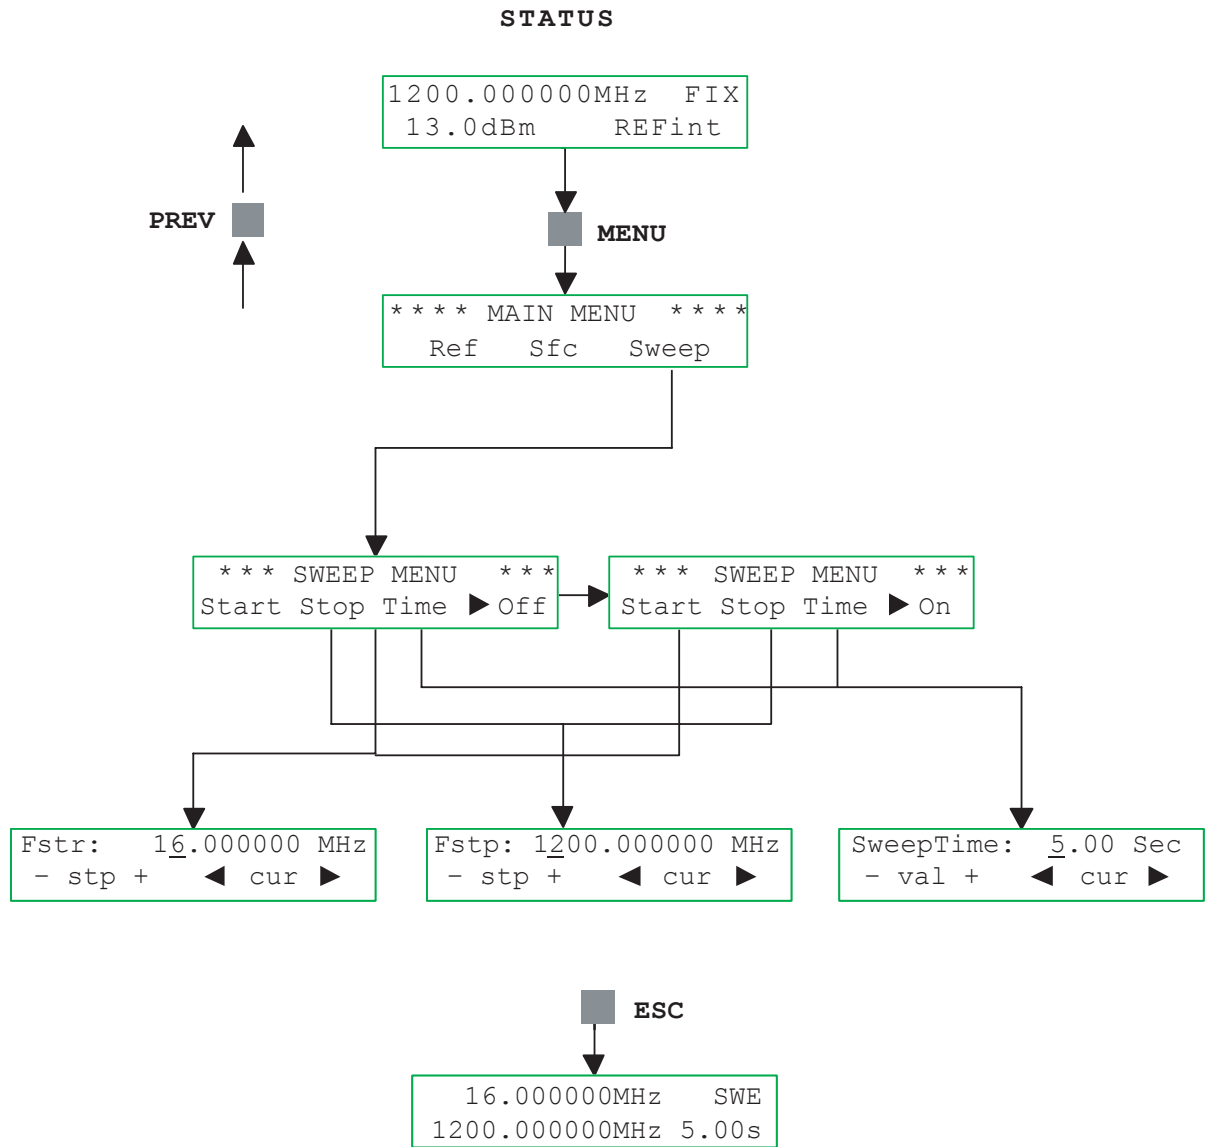 STATUS
1200.000000MHz FIX
13.0dBm REFint
PREV
MENU
**** MAIN MENU ****
Ref Sfc Sweep
*** SWEEP MENU ***
Start Stop Time ▶ Off
*** SWEEP MENU ***
Start Stop Time ▶ On
Fstr: 16.000000 MHz
– stp + ◀ cur ▶
Fstp: 1200.000000 MHz
– stp + ◀ cur ▶
SweepTime: 5.00 Sec
– val + ◀ cur ▶
ESC
16.000000MHz SWE
1200.000000MHz 5.00s